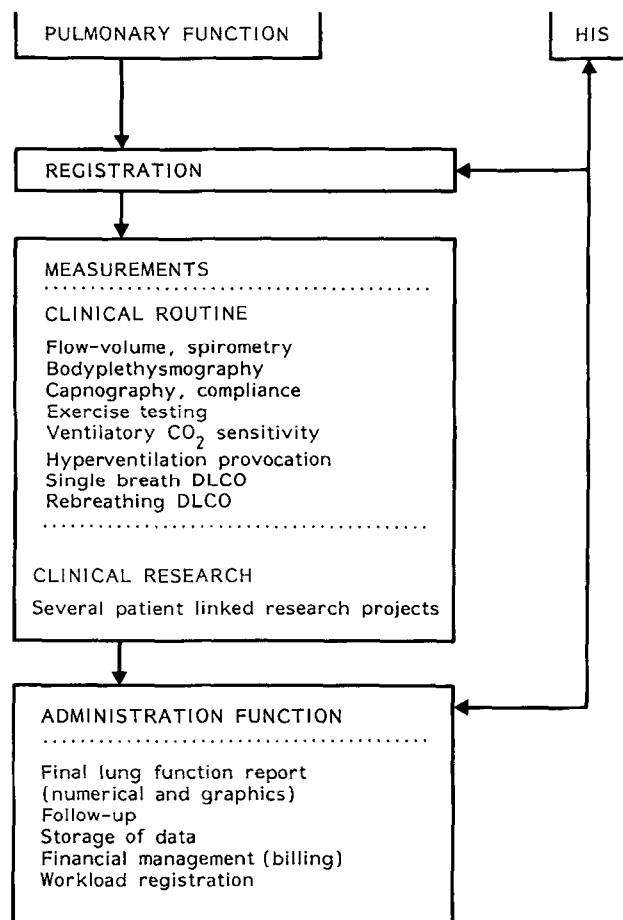 PULMONARY FUNCTION
HIS
REGISTRATION
MEASUREMENTS
CLINICAL ROUTINE
Flow-volume, spirometry
Bodyplethysmography
Capnography, compliance
Exercise testing
Ventilatory CO₂ sensitivity
Hyperventilation provocation
Single breath DLCO
Rebreathing DLCO
CLINICAL RESEARCH
Several patient linked research projects
ADMINISTRATION FUNCTION
Final lung function report
(numerical and graphics)
Follow-up
Storage of data
Financial management (billing)
Workload registration